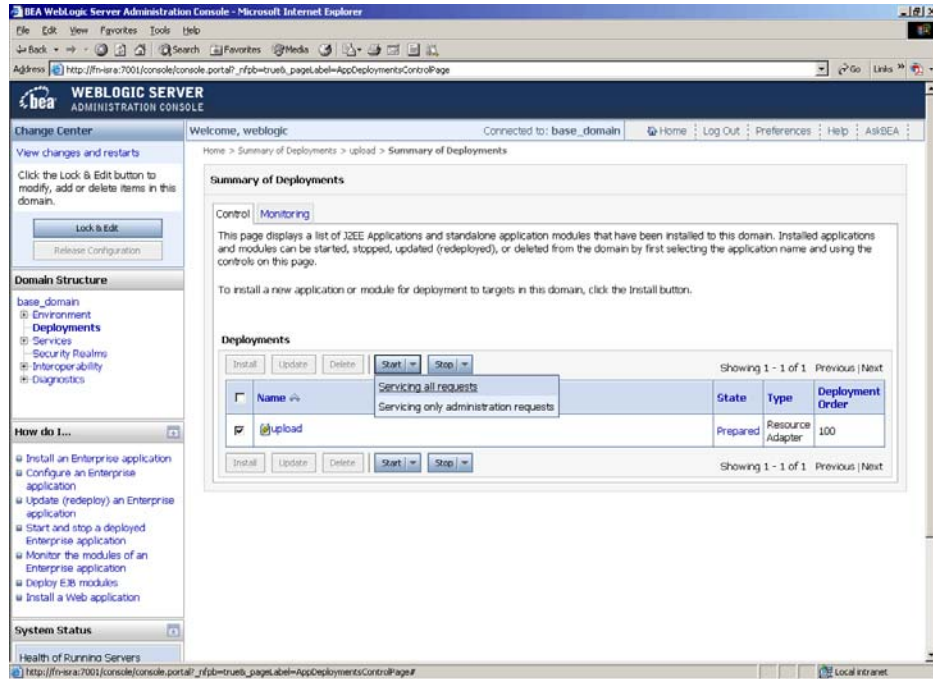 BEA WebLogic Server Administration Console - Microsoft Internet Explorer
File Edit View Favorites Tools Help
Back Search Favorites Media
Address http://fn-isra:7001/console/console.portal?_nfpb=true&_pageLabel=AppDeploymentsControlPage Go Links »
bea WEBLOGIC SERVER
ADMINISTRATION CONSOLE
Change Center
View changes and restarts
Click the Lock & Edit button to
modify, add or delete items in this
domain.
Lock & Edit
Release Configuration
Domain Structure
base_domain
Environment
Deployments
Services
Security Realms
Interoperability
Diagnostics
How do I...
Install an Enterprise application
Configure an Enterprise
application
Update (redeploy) an Enterprise
application
Start and stop a deployed
Enterprise application
Monitor the modules of an
Enterprise application
Deploy EJB modules
Install a Web application
System Status
Health of Running Servers
Welcome, weblogic Connected to: base_domain Home Log Out Preferences Help AskBEA
Home > Summary of Deployments > upload > Summary of Deployments
Summary of Deployments
Control Monitoring
This page displays a list of J2EE Applications and standalone application modules that have been installed to this domain. Installed applications
and modules can be started, stopped, updated (redeployed), or deleted from the domain by first selecting the application name and using the
controls on this page.
To install a new application or module for deployment to targets in this domain, click the Install button.
Deployments
Install Update Delete Start Stop Showing 1 - 1 of 1 Previous | Next
Servicing all requests
Servicing only administration requests
Name State Type Deployment
Order
upload Prepared Resource
Adapter 100
Install Update Delete Start Stop Showing 1 - 1 of 1 Previous | Next
http://fn-isra:7001/console/console.portal?_nfpb=true&_pageLabel=AppDeploymentsControlPage# Local intranet